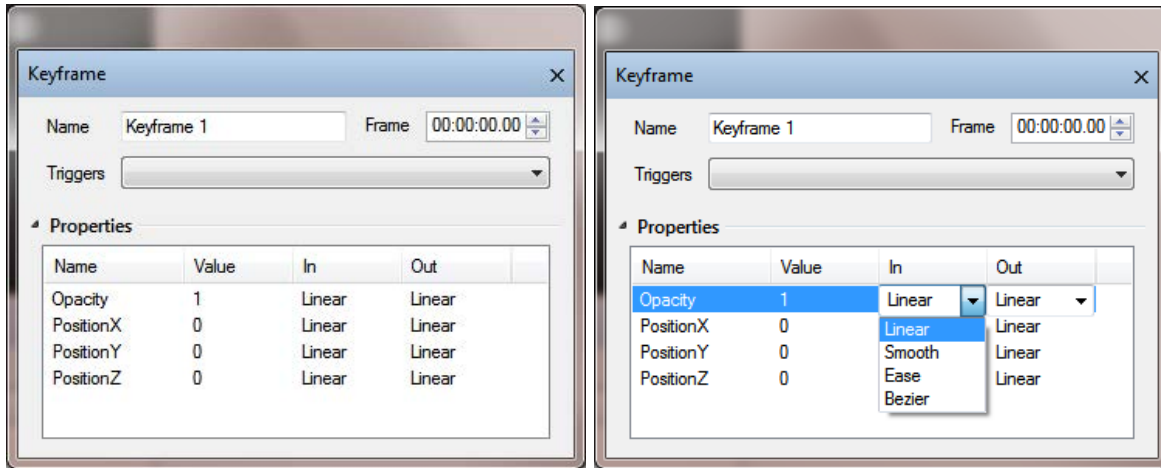 Keyframe
Name Keyframe 1 Frame 00:00:00.00
Triggers
Properties
Name Value In Out
Opacity 1 Linear Linear
PositionX 0 Linear Linear
PositionY 0 Linear Linear
PositionZ 0 Linear Linear
Keyframe
Name Keyframe 1 Frame 00:00:00.00
Triggers
Properties
Name Value In Out
Opacity 1 Linear Linear
PositionX 0 Linear Linear
PositionY 0 Smooth Linear
PositionZ 0 Ease Linear
Bezier